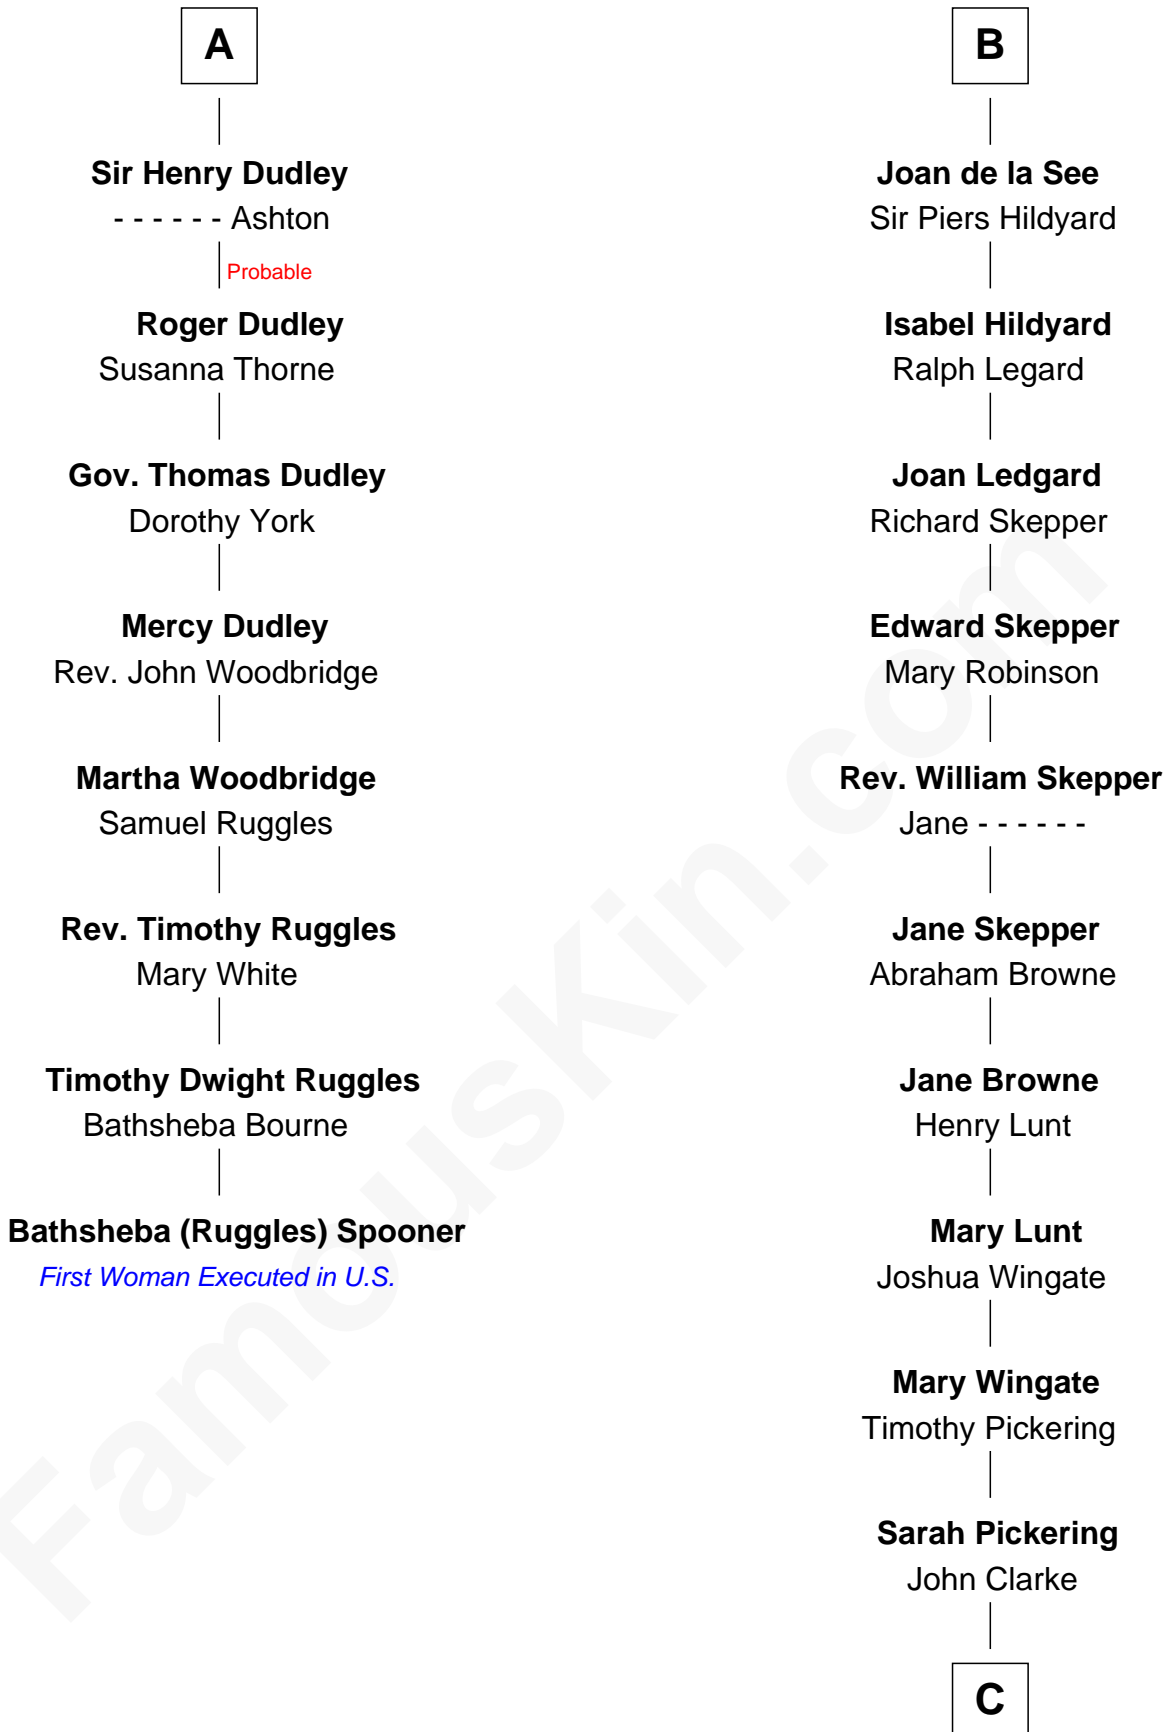 A
Sir Henry Dudley
- - - - - - Ashton
Probable
Roger Dudley
Susanna Thorne
Gov. Thomas Dudley
Dorothy York
Mercy Dudley
Rev. John Woodbridge
Martha Woodbridge
Samuel Ruggles
Rev. Timothy Ruggles
Mary White
Timothy Dwight Ruggles
Bathsheba Bourne
Bathsheba (Ruggles) Spooner
First Woman Executed in U.S.
B
Joan de la See
Sir Piers Hildyard
Isabel Hildyard
Ralph Legard
Joan Ledgard
Richard Skepper
Edward Skepper
Mary Robinson
Rev. William Skepper
Jane - - - - - -
Jane Skepper
Abraham Browne
Jane Browne
Henry Lunt
Mary Lunt
Joshua Wingate
Mary Wingate
Timothy Pickering
Sarah Pickering
John Clarke
C
FamousKin.com